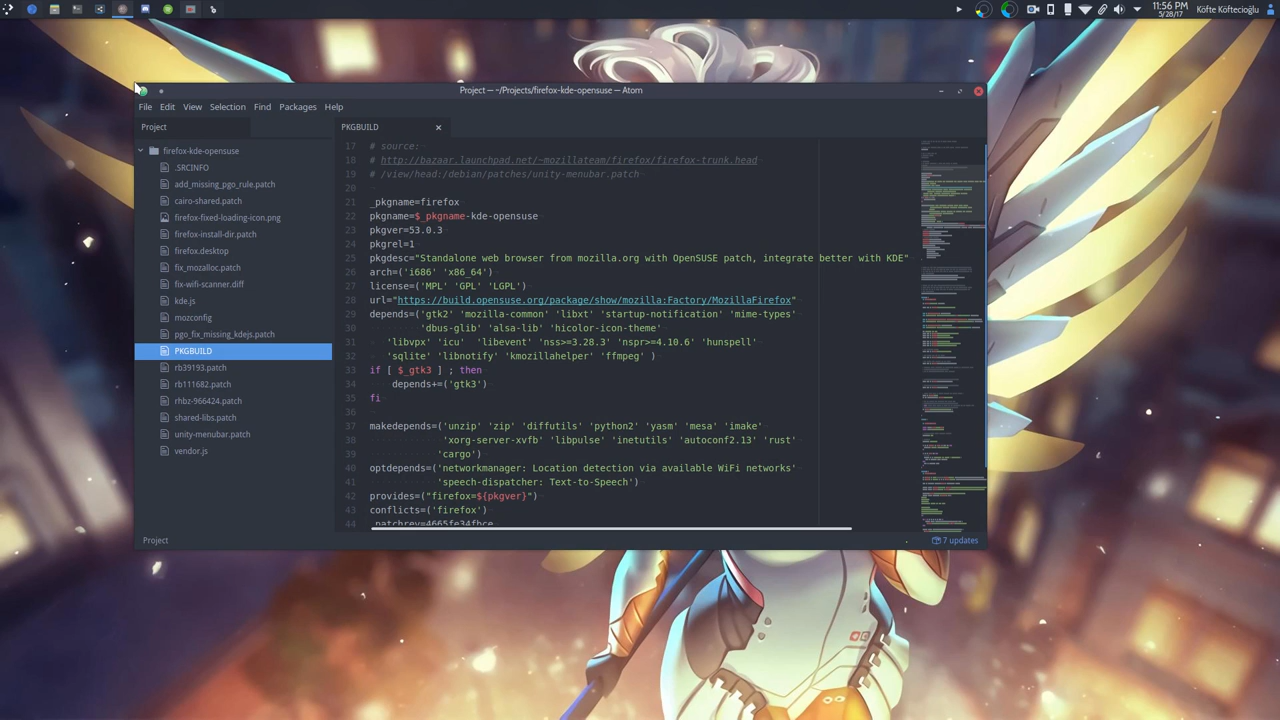 11:56 PM
5/28/17
Köfte Köftecioğlu
Project — ~/Projects/firefox-kde-opensuse — Atom
File Edit View Selection Find Packages Help
Project
PKGBUILD
firefox-kde-opensuse
.SRCINFO
add_missing_pgo_rule.patch
cairo-shared.patch
firefox-fixed-loading-icon.png
firefox-install-dir.patch
firefox.desktop
fix_mozalloc.patch
fix-wifi-scanner.diff
kde.js
mozconfig
pgo_fix_missing_kdejs.patch
PKGBUILD
rb39193.patch
rb111682.patch
rhbz-966424.patch
shared-libs.patch
unity-menubar.patch
vendor.js
17 # source:
18 # http://bazaar.launchpad.net/~mozillateam/firefox/firefox-trunk.head
19 # /view/head:/debian/patches/unity-menubar.patch
20
21 _pkgname=firefox
22 pkgname=$_pkgname-kde-opensuse
23 pkgver=53.0.3
24 pkgrel=1
25 pkgdesc="Standalone web browser from mozilla.org with OpenSUSE patch, integrate better with KDE"
26 arch=('i686' 'x86_64')
27 license=('MPL' 'GPL' 'LGPL')
28 url="https://build.opensuse.org/package/show/mozilla:Factory/MozillaFirefox"
29 depends=('gtk2' 'mozilla-common' 'libxt' 'startup-notification' 'mime-types'
30 'dbus-glib' 'alsa-lib' 'hicolor-icon-theme'
31 'libvpx' 'icu' 'libevent' 'nss>=3.28.3' 'nspr>=4.10.6' 'hunspell'
32 'sqlite' 'libnotify' 'kmozillahelper' 'ffmpeg' )
33 if [ $_gtk3 ] ; then
34 depends+=('gtk3')
35 fi
36
37 makedepends=('unzip' 'zip' 'diffutils' 'python2' 'yasm' 'mesa' 'imake'
38 'xorg-server-xvfb' 'libpulse' 'inetutils' 'autoconf2.13' 'rust'
39 'cargo')
40 optdepends=('networkmanager: Location detection via available WiFi networks'
41 'speech-dispatcher: Text-to-Speech')
42 provides=("firefox=${pkgver}")
43 conflicts=('firefox')
44 _patchrev=4665fe34fbce
Project
7 updates